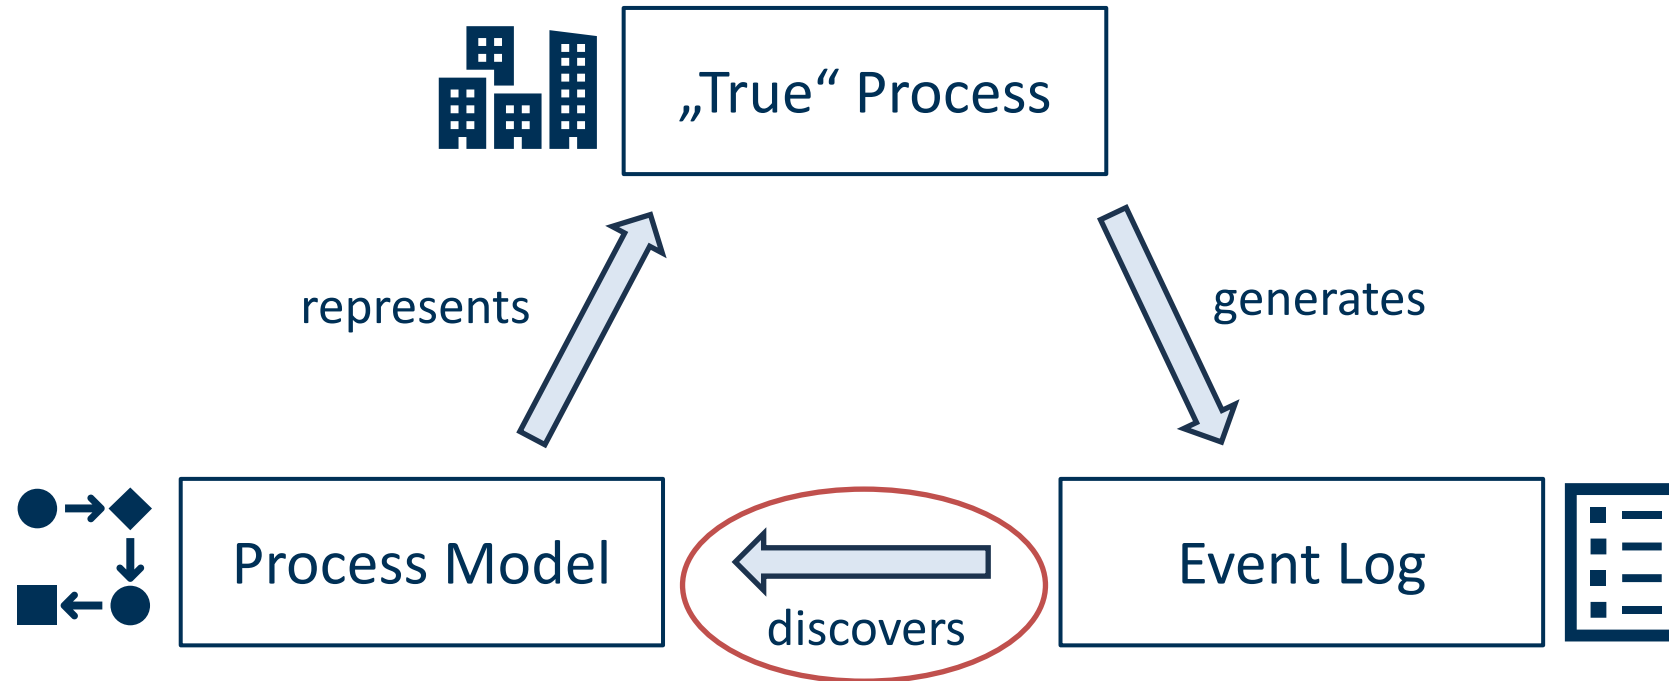 „True“ Process
represents
generates
Process Model
discovers
Event Log